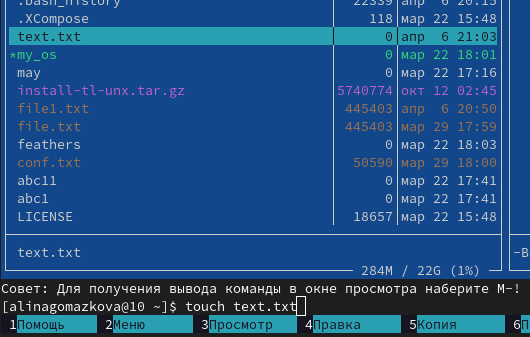 .bash_history 22339 апр 6 20:15
.XCompose 118 мар 22 15:48
text.txt 0 апр 6 21:03
*my_os 0 мар 22 18:01
may 0 мар 22 17:16
install-tl-unx.tar.gz 5740774 окт 12 02:45
file1.txt 445403 апр 6 20:50
file.txt 445403 мар 29 17:59
feathers 0 мар 22 18:03
conf.txt 50590 мар 29 18:00
abc11 0 мар 22 17:41
abc1 0 мар 22 17:41
LICENSE 18657 мар 22 15:48
text.txt
284M / 22G (1%)
Совет: Для получения вывода команды в окне просмотра наберите M-!
[alinagomazkova@10 ~]$ touch text.txt
1Помощь 2Меню 3Просмотр 4Правка 5Копия 6